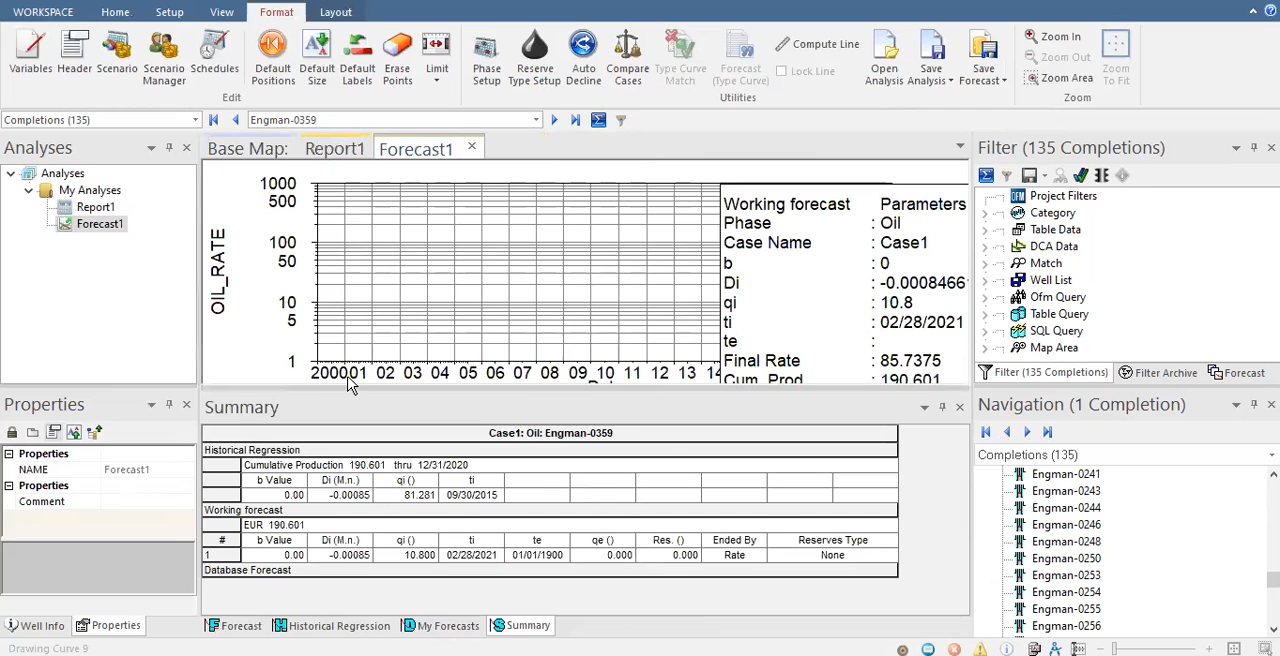 WORKSPACE Home Setup View Format Layout
Variables Header Scenario Scenario Manager Schedules
Default Positions Default Size Default Labels Erase Points Limit
Phase Setup Reserve Type Setup Auto Decline Compare Cases Type Curve Match Forecast (Type Curve) Compute Line Lock Line Open Analysis Save Analysis Save Forecast
Zoom In Zoom Out Zoom Area Zoom To Fit
Edit Utilities Zoom
Completions (135) Engman-0359
Analyses
Analyses
My Analyses
Report1
Forecast1
Base Map: Report1 Forecast1
OIL_RATE
1000
500
100
50
10
5
1
2000 01 02 03 04 05 06 07 08 09 10 11 12 13
Working forecast Parameters
Phase : Oil
Case Name : Case1
b : 0
Di : -0.0008466
qi : 10.8
ti : 02/28/2021
te :
Final Rate : 85.7375
Cum. Prod : 190.601
Filter (135 Completions)
Project Filters
Category
Table Data
DCA Data
Match
Well List
Ofm Query
Table Query
SQL Query
Map Area
Filter (135 Completions) Filter Archive Forecast
Properties
Properties
NAME Forecast1
Properties
Comment
Well Info Properties
Summary
Case1: Oil: Engman-0359
Historical Regression
Cumulative Production 190.601 thru 12/31/2020
b Value Di (M.n.) qi () ti
0.00 -0.00085 81.281 09/30/2015
Working forecast
EUR 190.601
# b Value Di (M.n.) qi () ti te qe () Res. () Ended By Reserves Type
1 0.00 -0.00085 10.800 02/28/2021 01/01/1900 0.000 0.000 Rate None
Database Forecast
Forecast Historical Regression My Forecasts Summary
Navigation (1 Completion)
Completions (135)
Engman-0241
Engman-0243
Engman-0244
Engman-0246
Engman-0248
Engman-0250
Engman-0253
Engman-0254
Engman-0255
Engman-0256
Drawing Curve 9